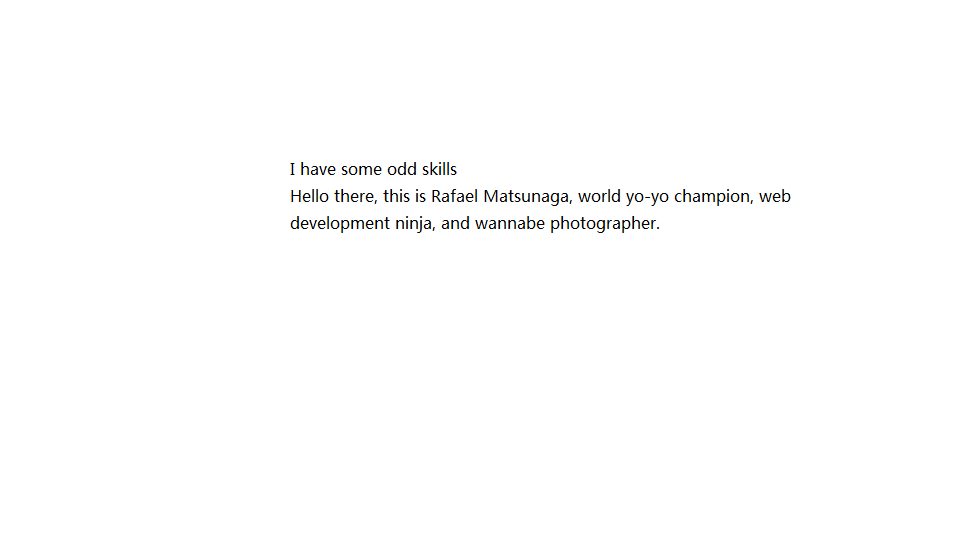 I have some odd skills
Hello there, this is Rafael Matsunaga, world yo-yo champion, web
development ninja, and wannabe photographer.